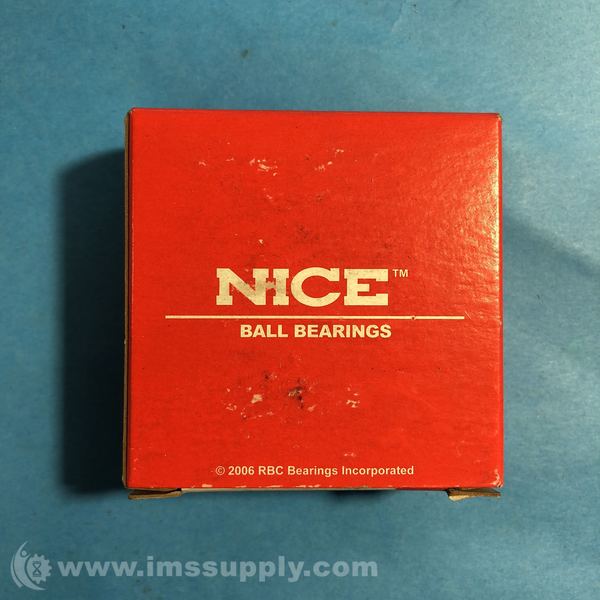 NICE™
BALL BEARINGS
© 2006 RBC Bearings Incorporated
www.imssupply.com